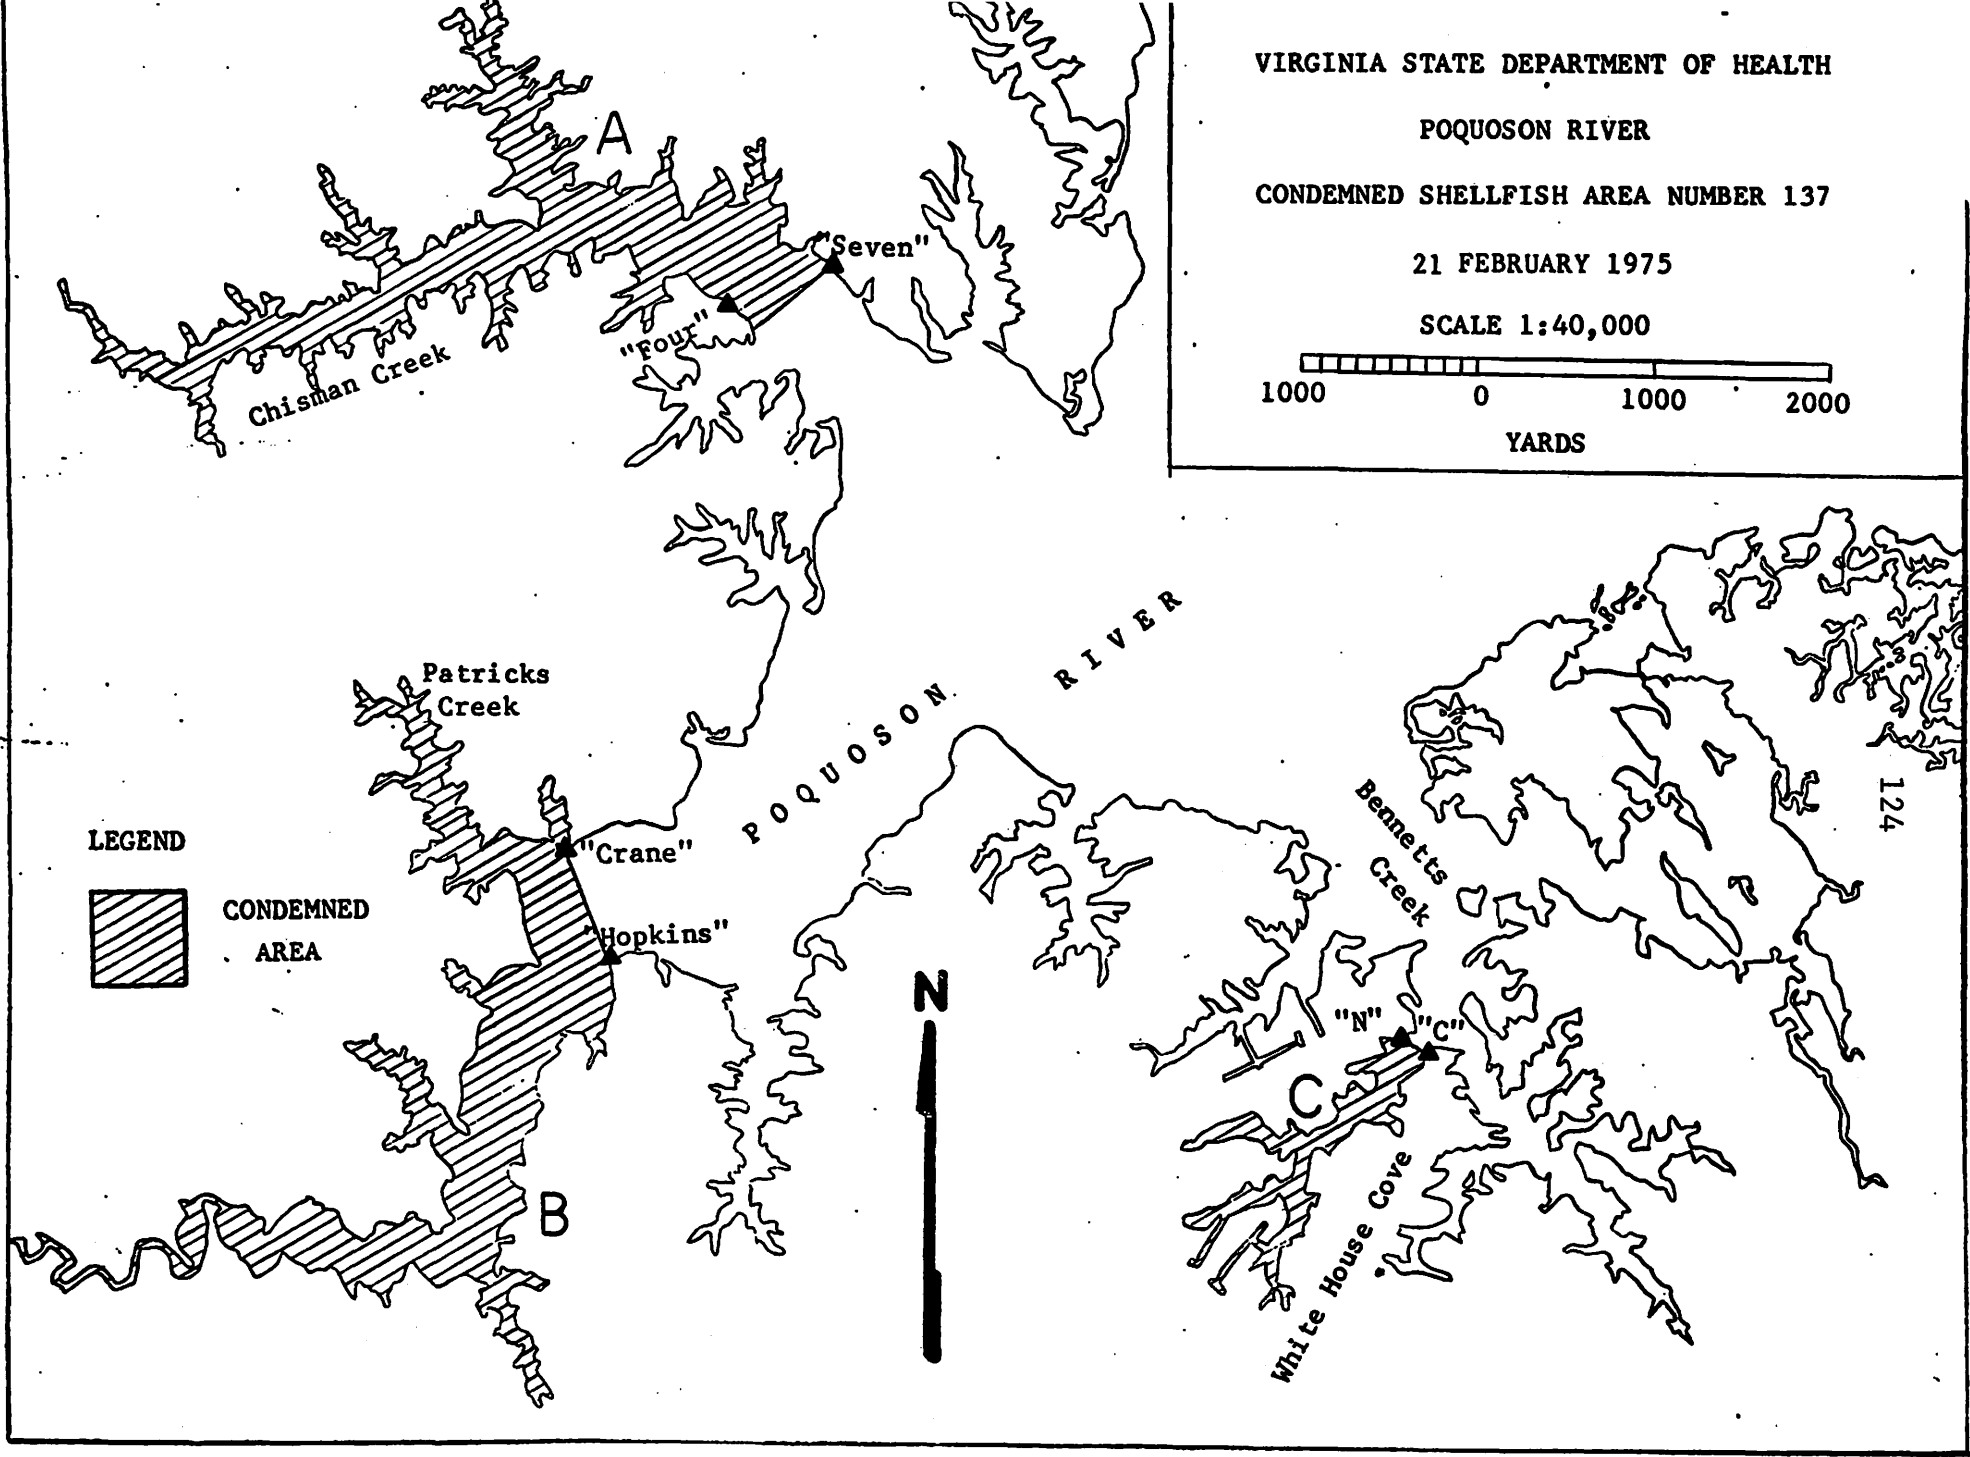 VIRGINIA STATE DEPARTMENT OF HEALTH
POQUOSON RIVER
CONDEMNED SHELLFISH AREA NUMBER 137
21 FEBRUARY 1975
SCALE 1:40,000
1000 0 1000 2000
YARDS
A
"Seven"
"Four"
Chisman Creek
Patricks
Creek
POQUOSON RIVER
LEGEND
CONDEMNED
AREA
"Crane"
"Hopkins"
B
N
Bennetts
Creek
124
"N" "C"
C
White House Cove